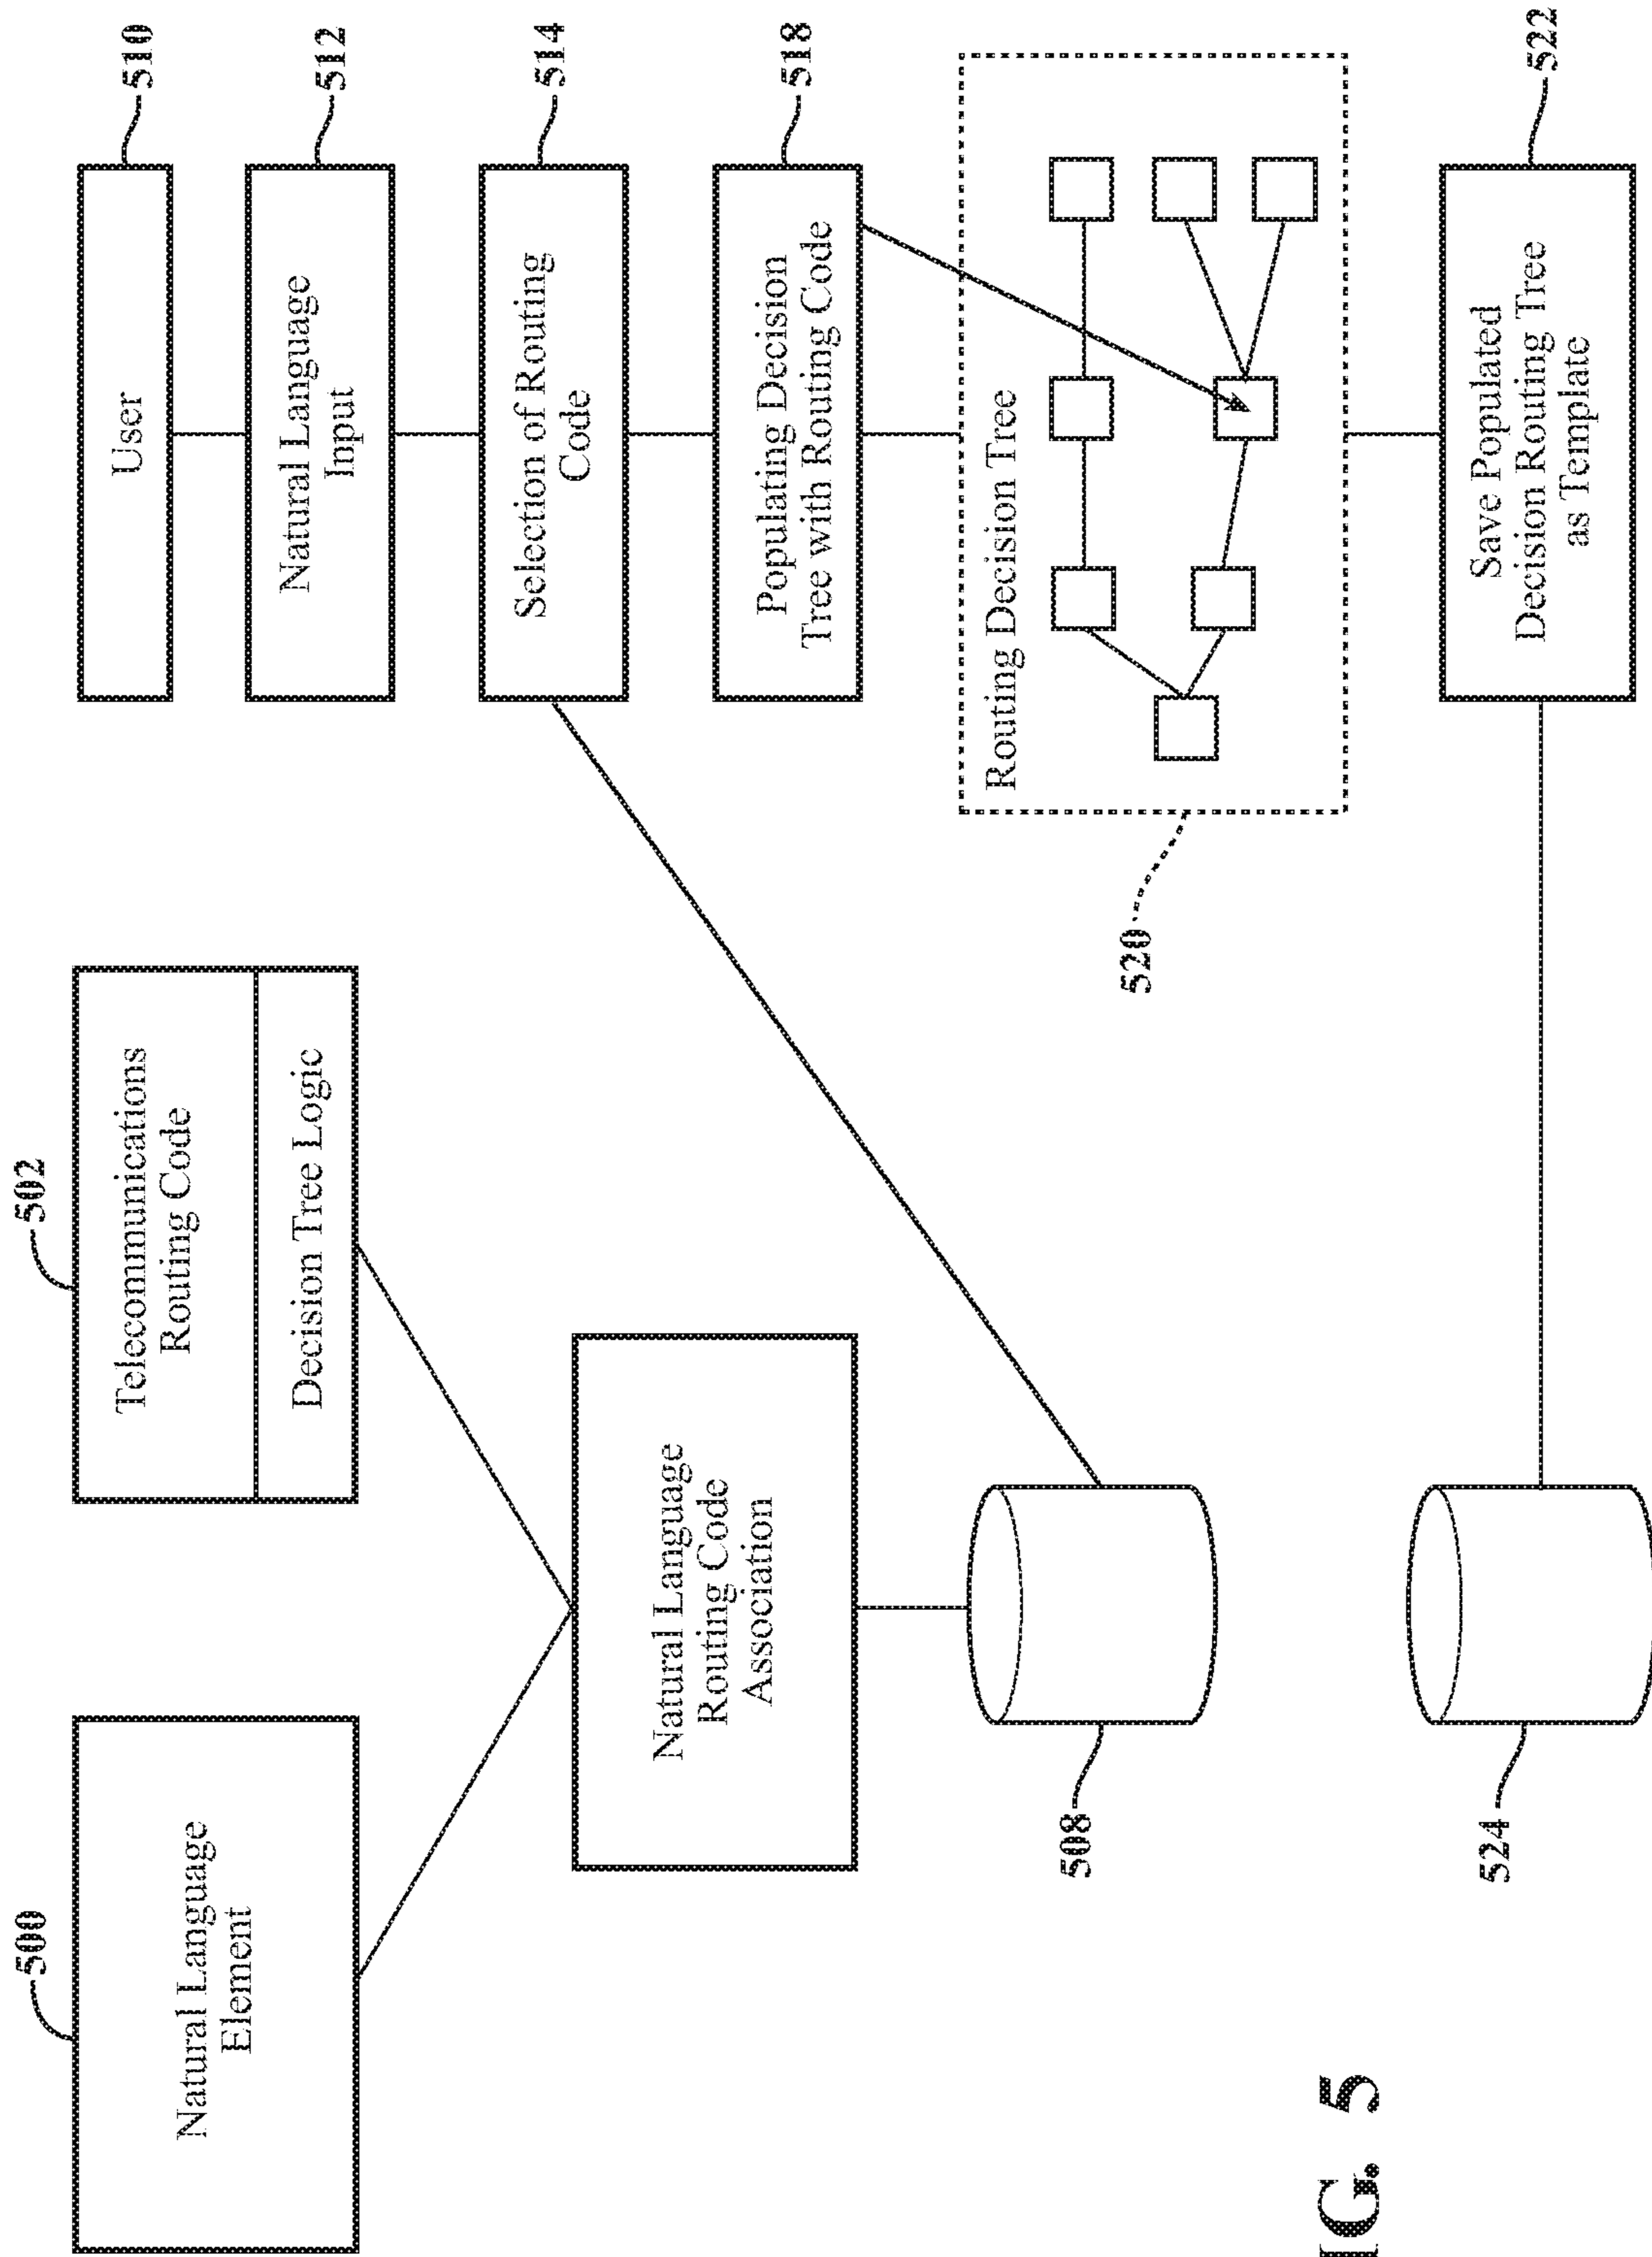 500
Natural Language
Element
502
Telecommunications
Routing Code
Decision Tree Logic
Natural Language
Routing Code
Association
508
524
User
510
Natural Language
Input
512
Selection of Routing
Code
514
Populating Decision
Tree with Routing Code
518
Routing Decision Tree
520
Save Populated
Decision Routing Tree
as Template
522
IG. 5